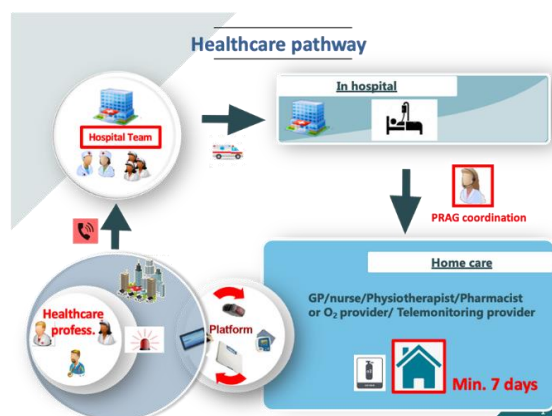 Healthcare pathway
Hospital Team
In hospital
PRAG coordination
Healthcare
profess.
Platform
Home care
GP/nurse/Physiotherapist/Pharmacist
or O₂ provider/ Telemonitoring provider
Min. 7 days